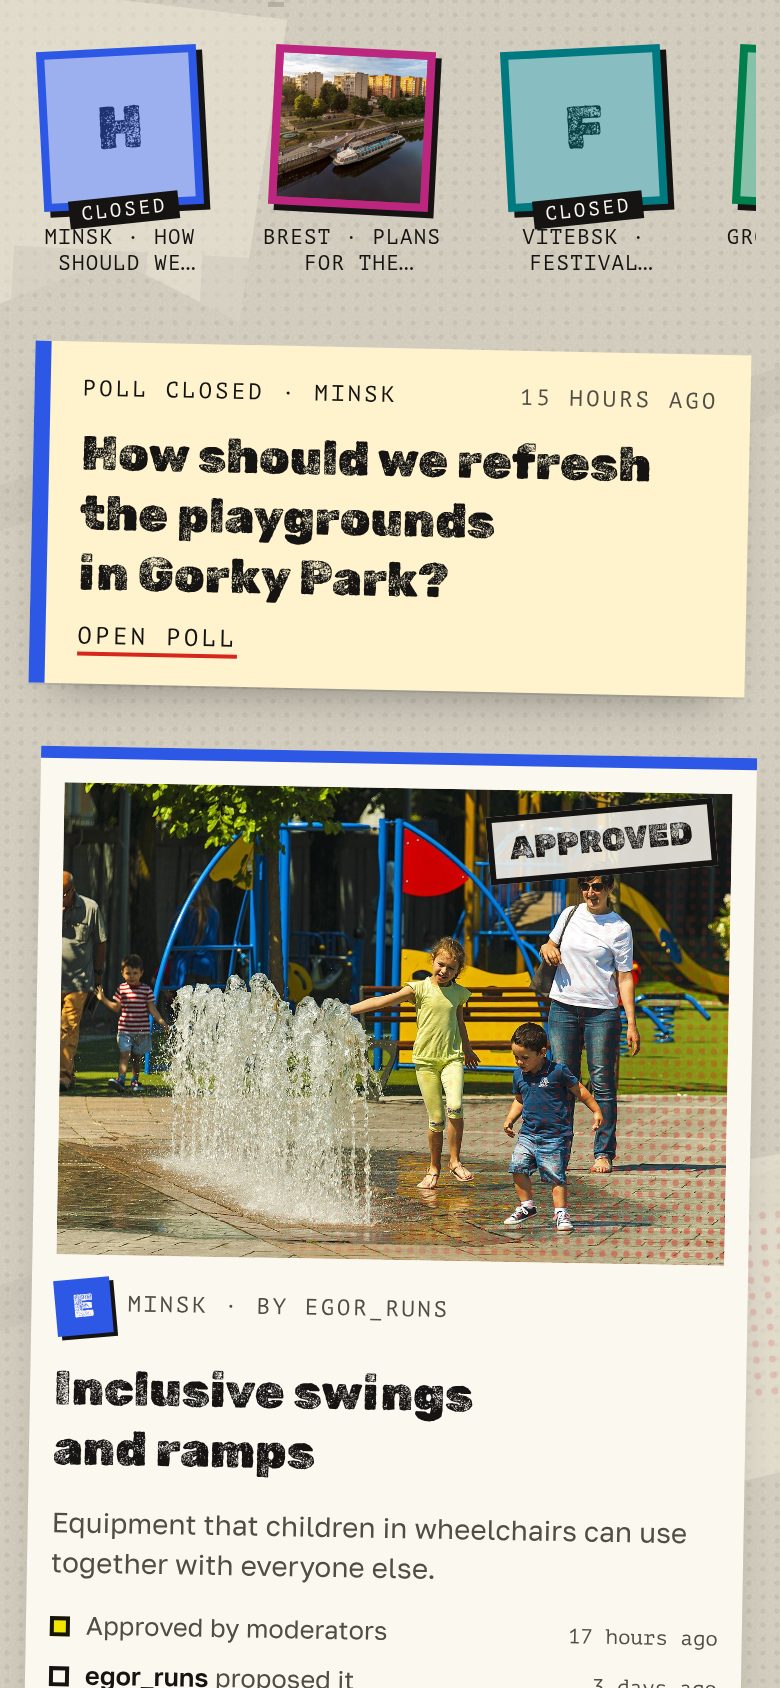 H
F
CLOSED
CLOSED
MINSK · HOW
SHOULD WE…
BREST · PLANS
FOR THE…
VITEBSK ·
FESTIVAL…
POLL CLOSED · MINSK
15 HOURS AGO
How should we refresh
the playgrounds
in Gorky Park?
OPEN POLL
APPROVED
E
MINSK · BY EGOR_RUNS
Inclusive swings
and ramps
Equipment that children in wheelchairs can use
together with everyone else.
Approved by moderators
17 hours ago
egor_runs proposed it
3 days ago